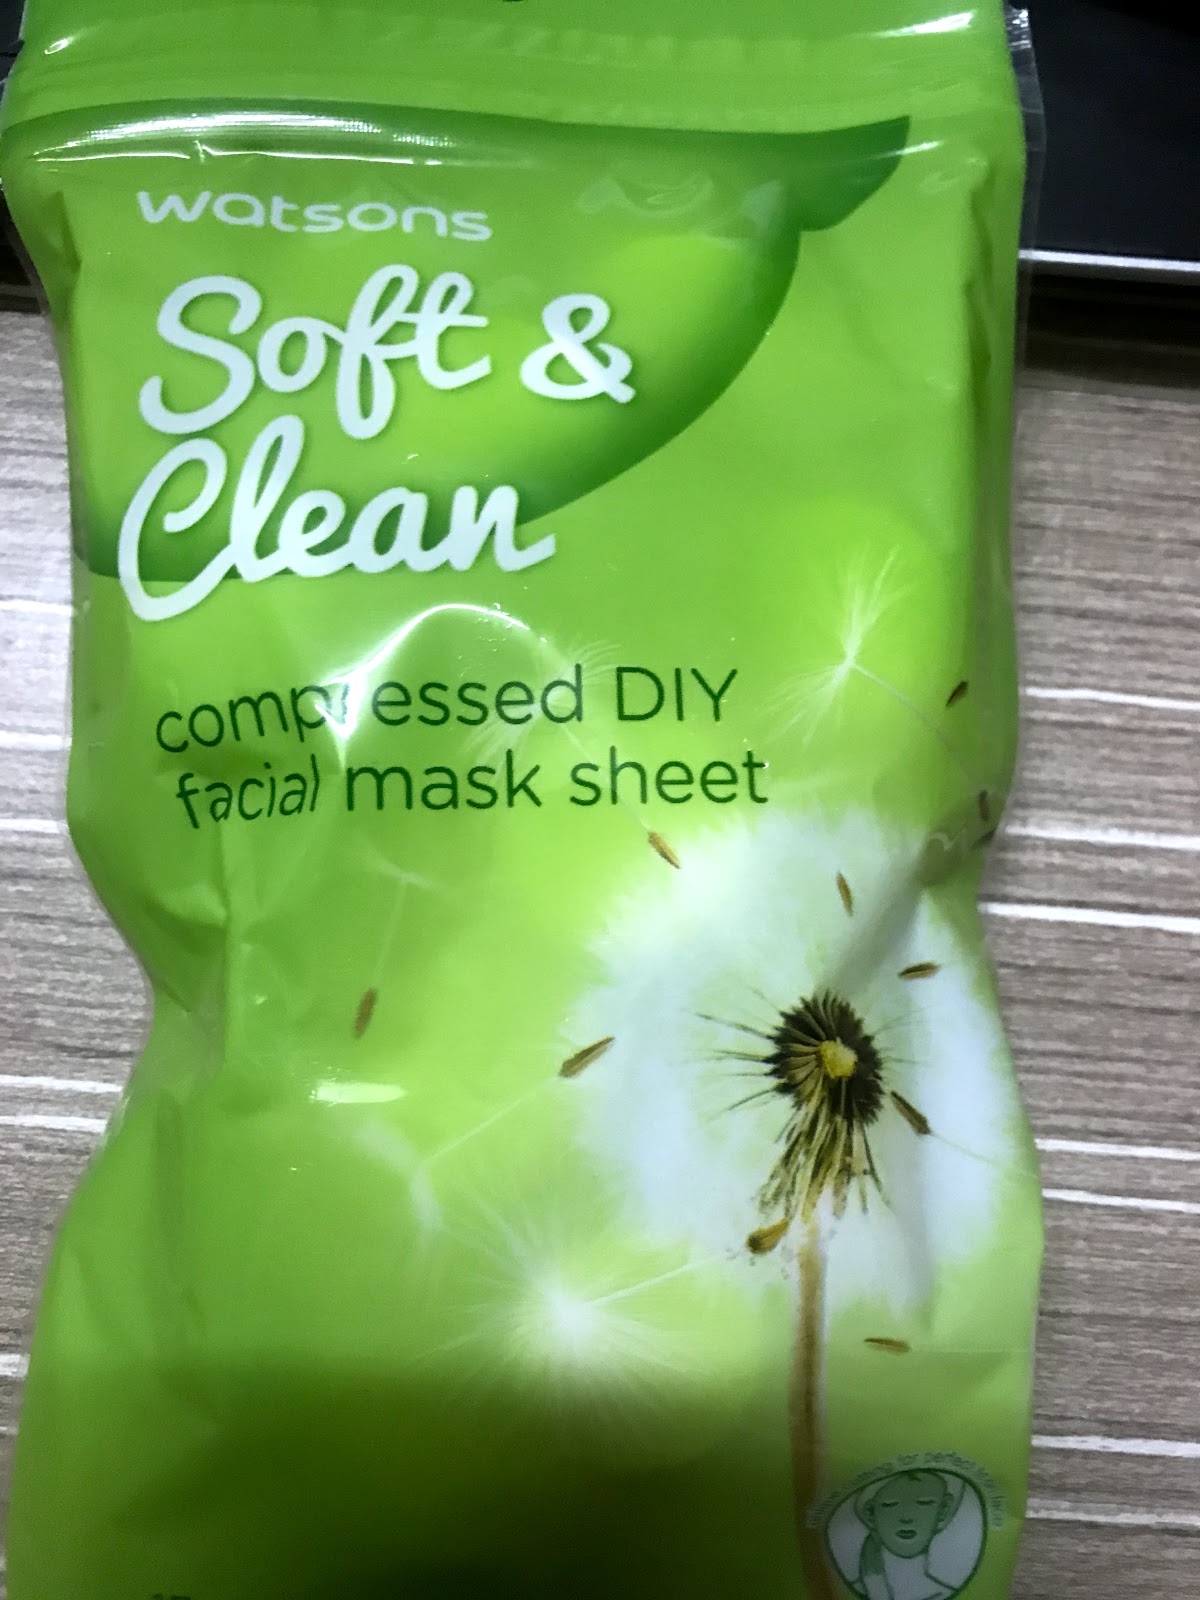 watsons
Soft &
Clean
compressed DIY
facial mask sheet